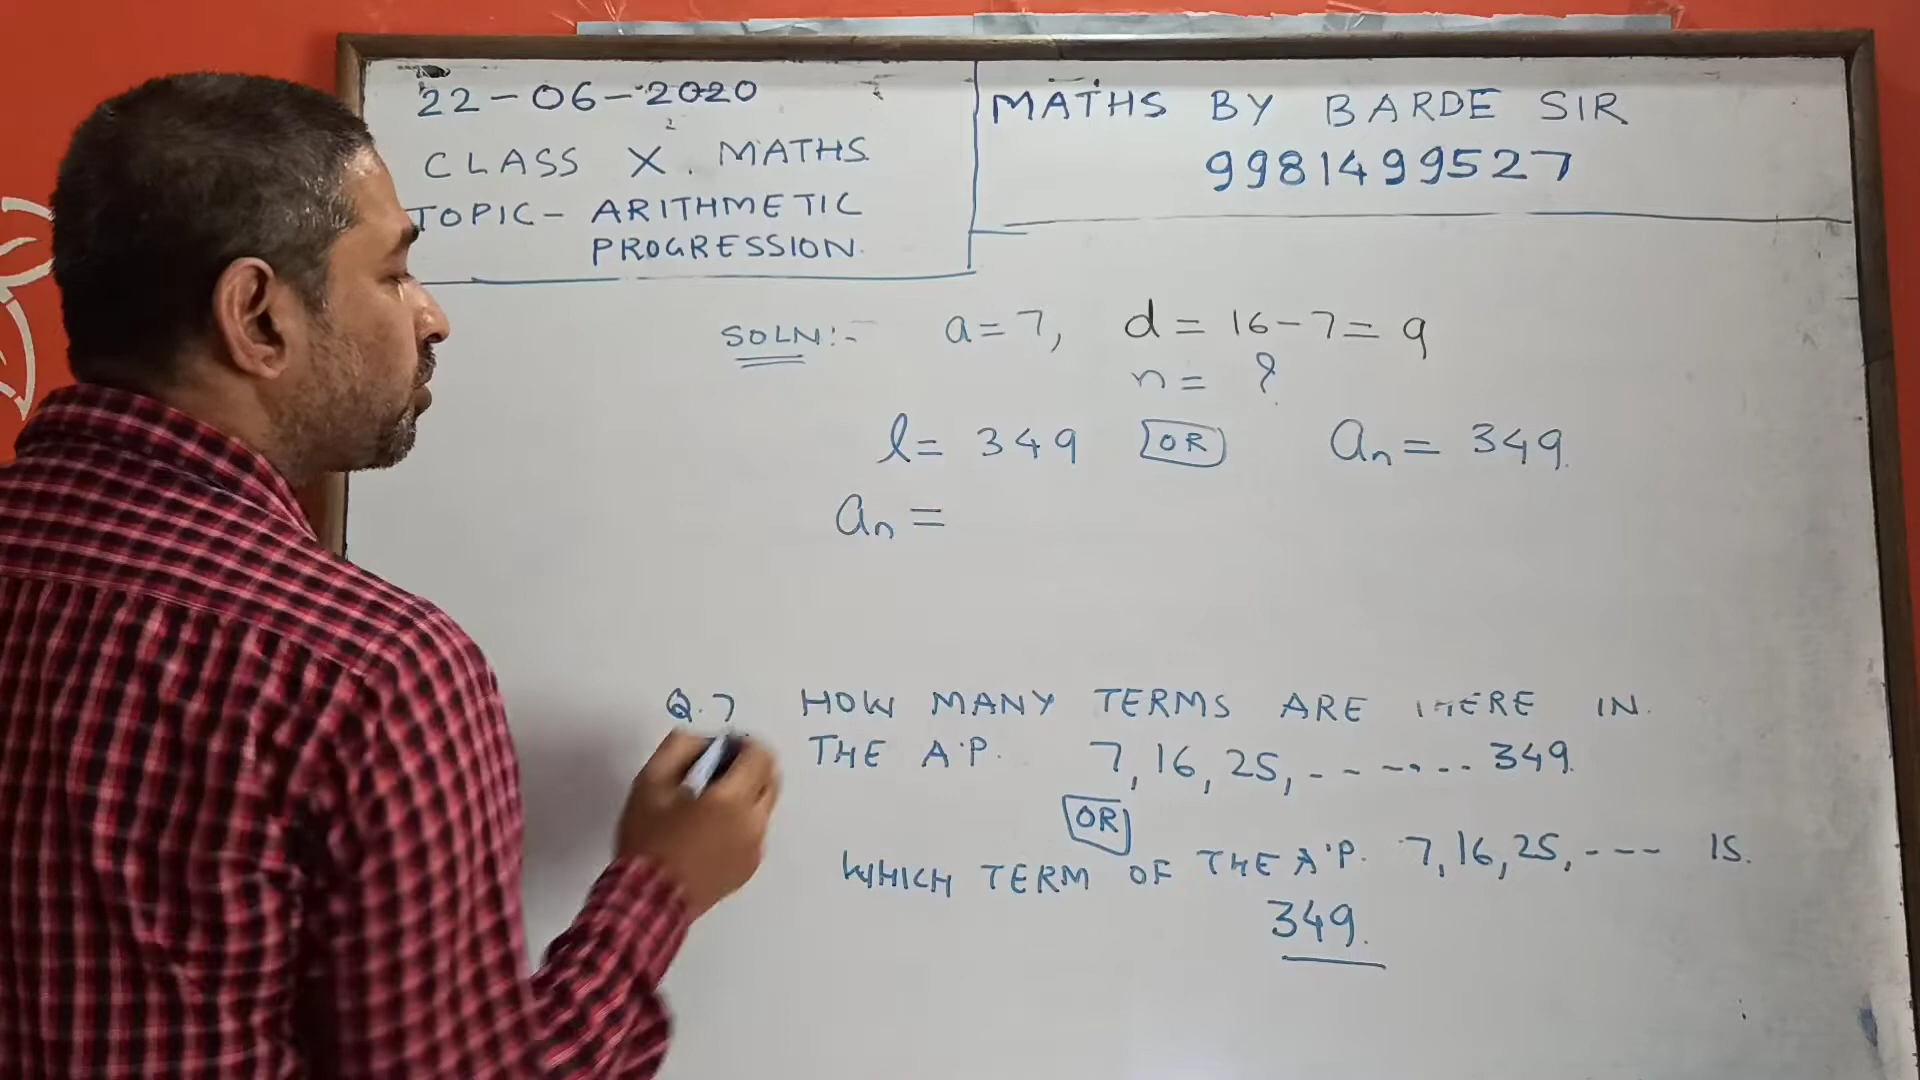 22-06-2020
CLASS X. MATHS
TOPIC- ARITHMETIC
PROGRESSION.
MATHS BY BARDE SIR
9981499527
SOLN:- a=7, d=16-7=9
n= ?
l= 349 OR an= 349.
an =
Q.7 HOW MANY TERMS ARE THERE IN.
THE A.P. 7,16,25,------- 349.
OR
WHICH TERM OF THE A.P. 7,16,25,--- IS.
349.